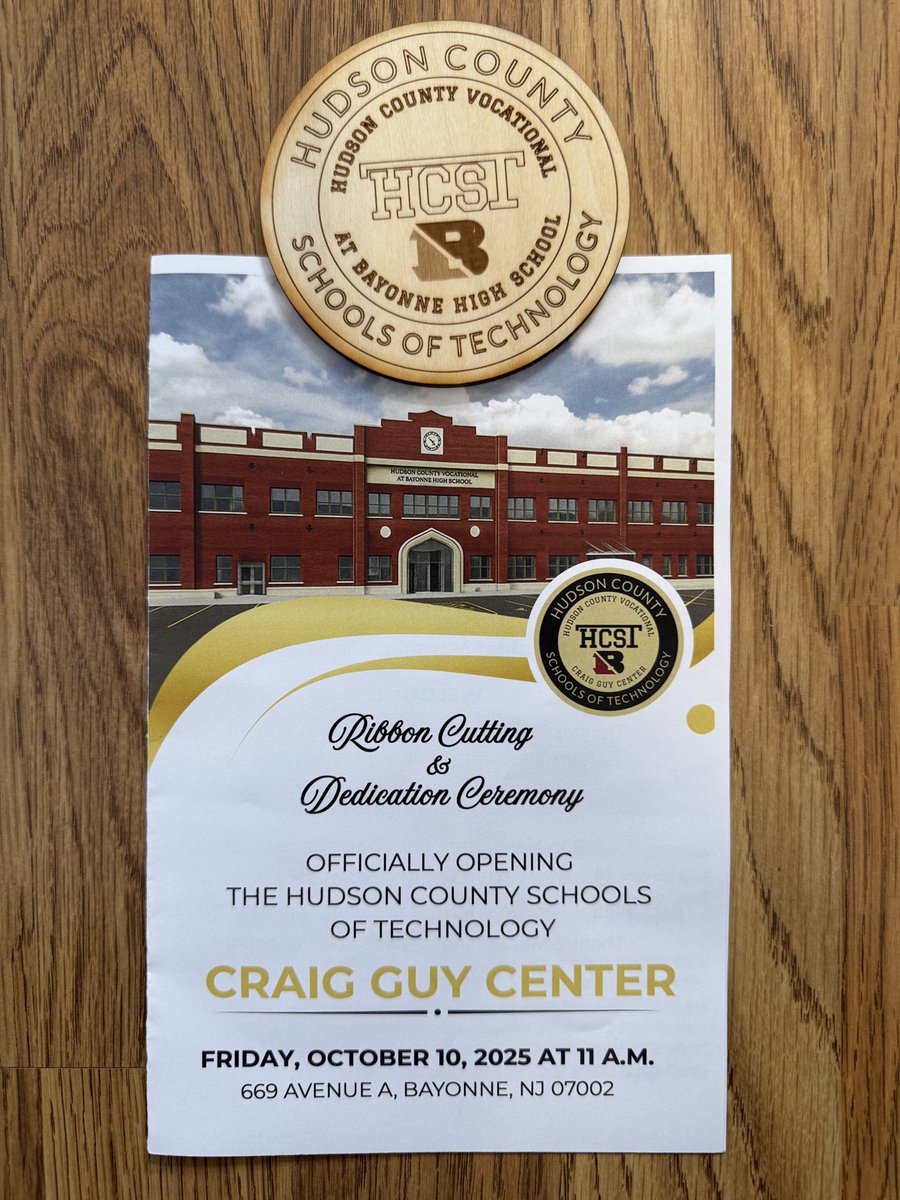 HUDSON COUNTY
HUDSON COUNTY VOCATIONAL
HCST
B
AT BAYONNE HIGH SCHOOL
SCHOOLS OF TECHNOLOGY
HUDSON COUNTY VOCATIONAL
AT BAYONNE HIGH SCHOOL
HUDSON COUNTY
HUDSON COUNTY VOCATIONAL
HCST
B
CRAIG GUY CENTER
SCHOOLS OF TECHNOLOGY
Ribbon Cutting
&
Dedication Ceremony
OFFICIALLY OPENING
THE HUDSON COUNTY SCHOOLS
OF TECHNOLOGY
CRAIG GUY CENTER
FRIDAY, OCTOBER 10, 2025 AT 11 A.M.
669 AVENUE A, BAYONNE, NJ 07002